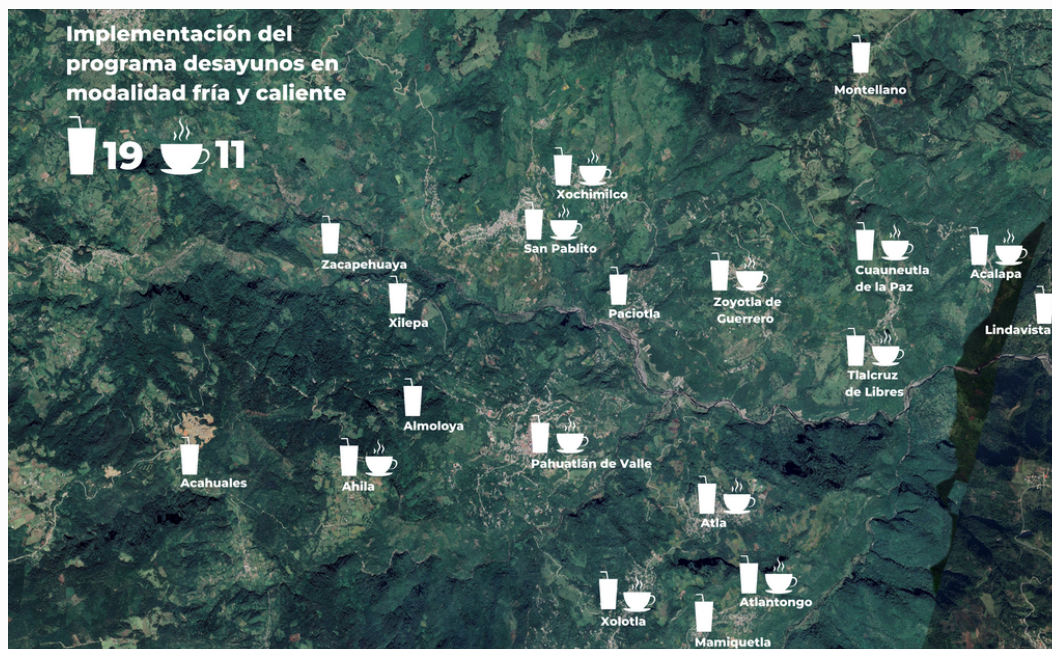 Implementación del
programa desayunos en
modalidad fría y caliente
19 11
Montellano
Xochimilco
San Pablito
Zacapehuaya
Cuauneutla
de la Paz
Acalapa
Xilepa
Paciotla
Zoyotla de
Guerrero
Lindavista
Tlalcruz
de Libres
Almoloya
Pahuatlán de Valle
Acahuales
Ahila
Atla
Atlantongo
Xolotla
Mamiquetla